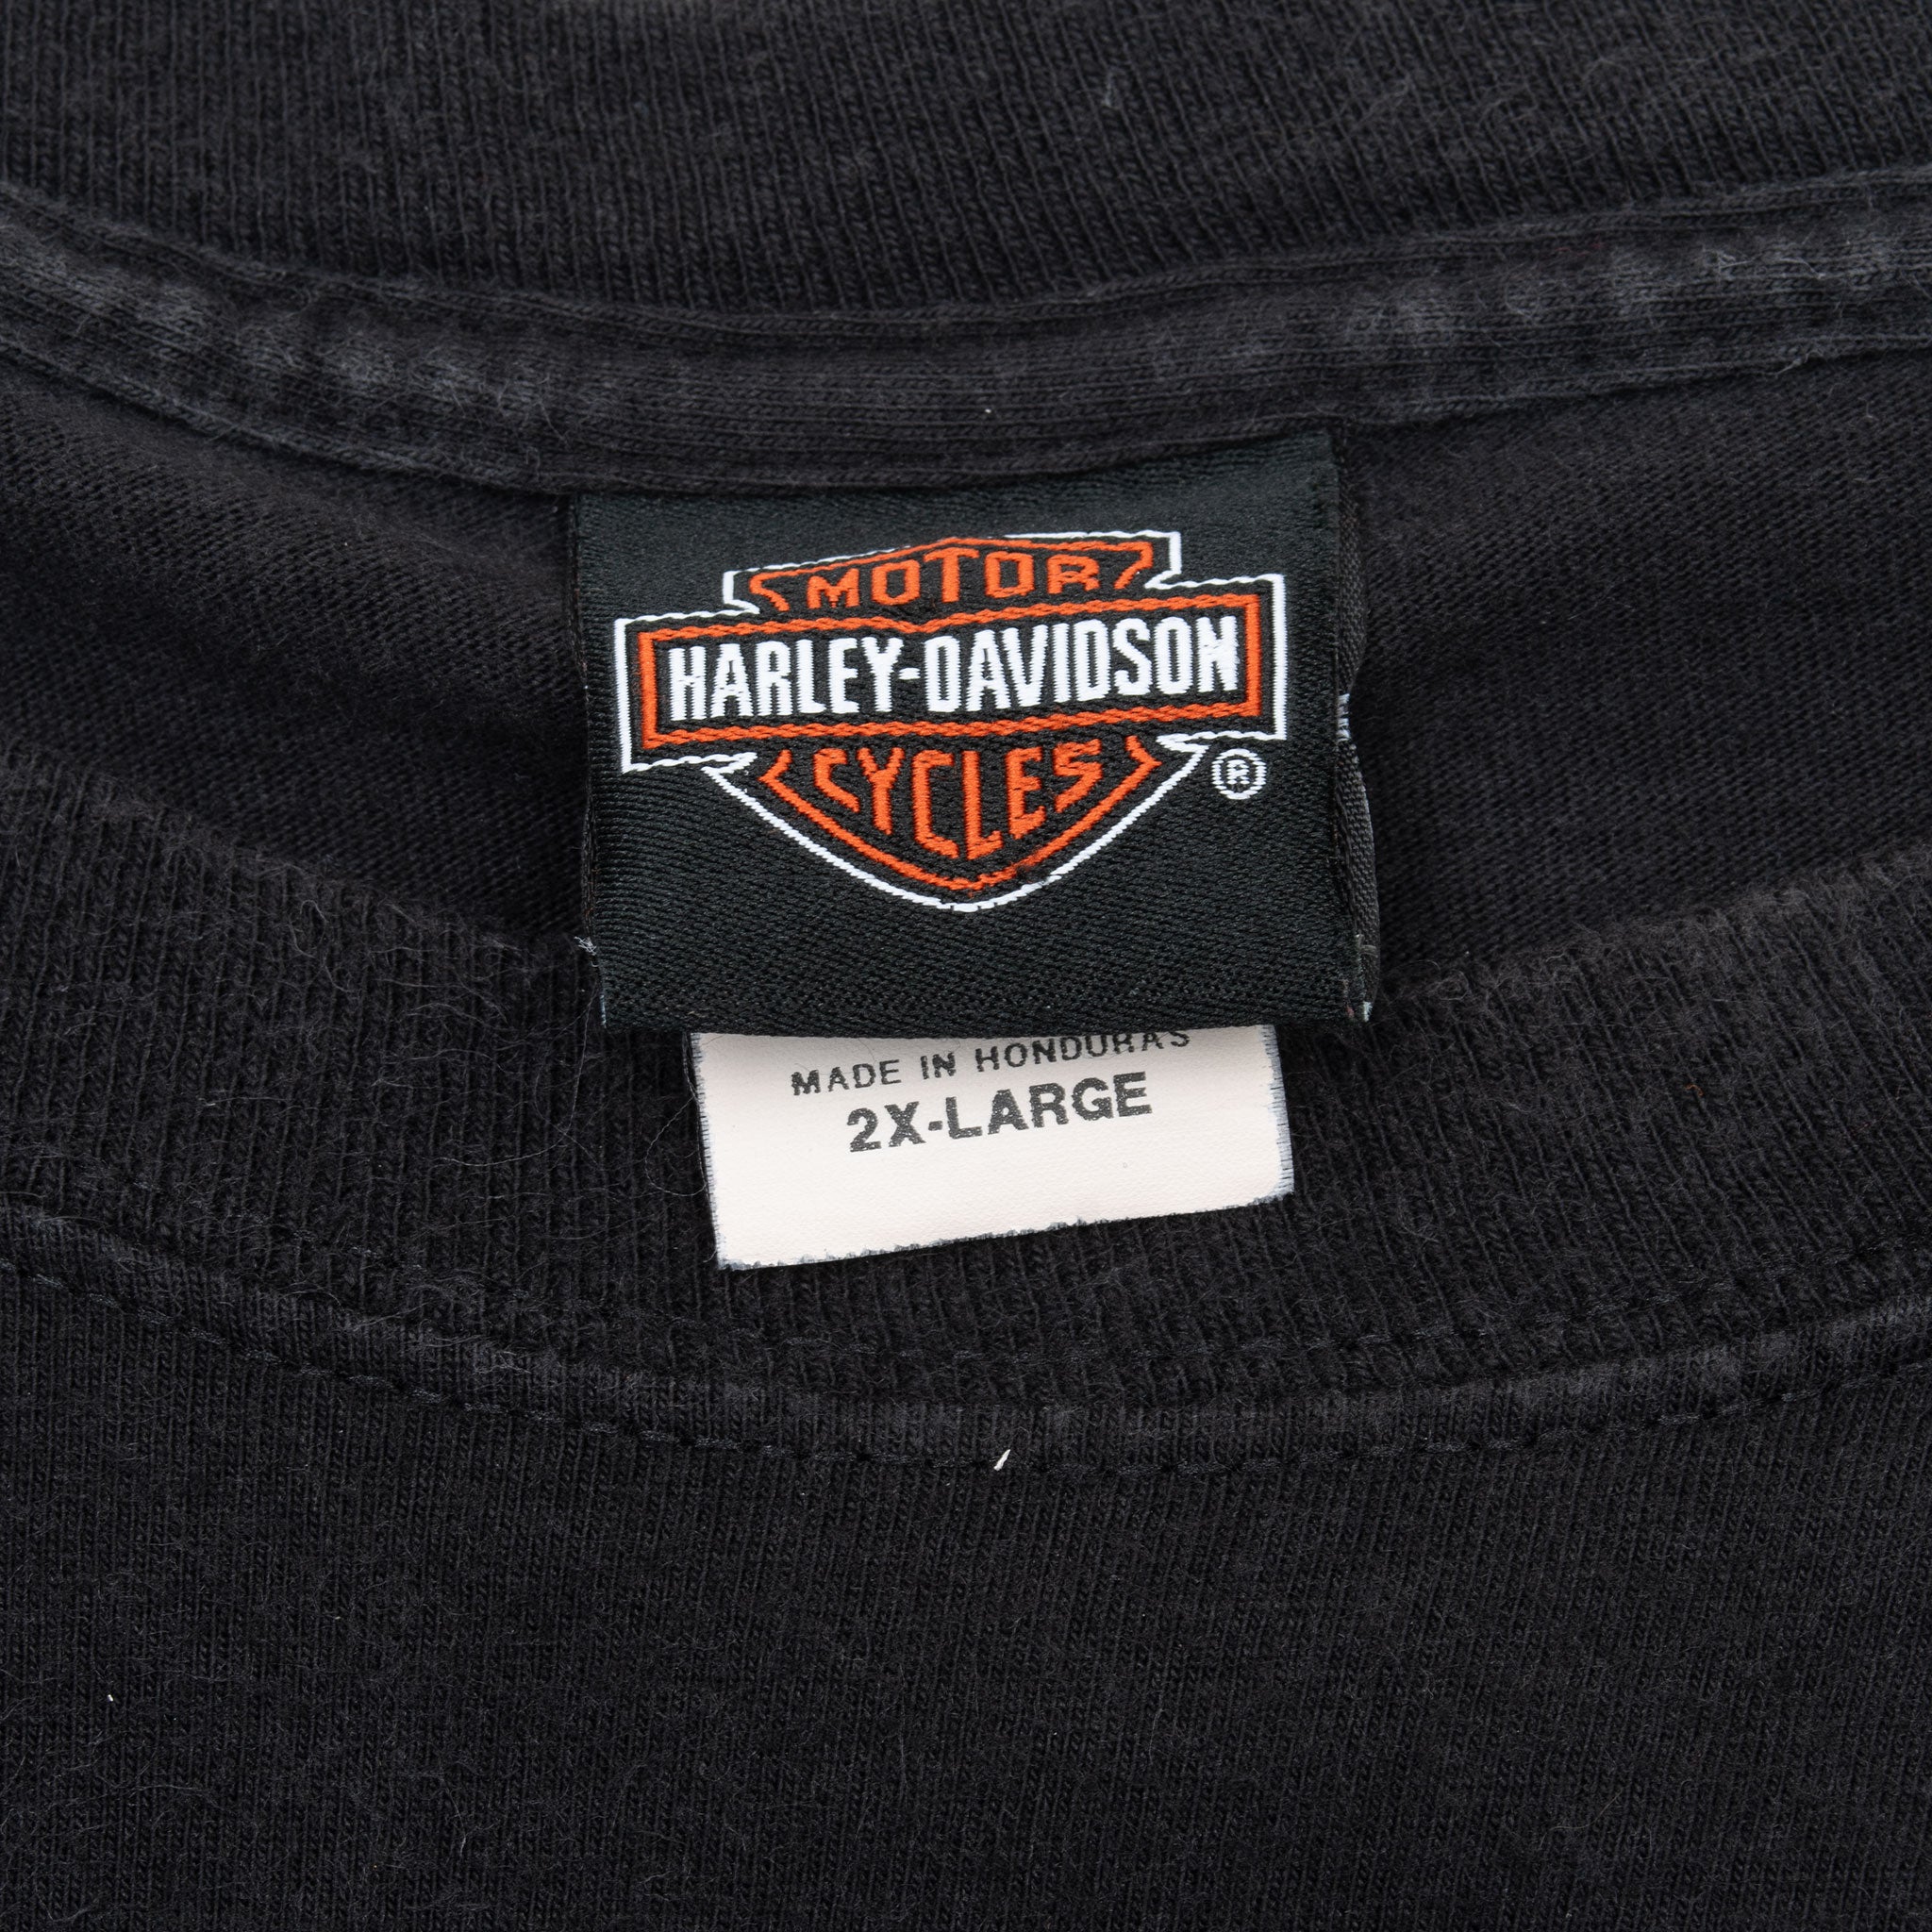 MOTOR
HARLEY-DAVIDSON
CYCLES
®
MADE IN HONDURAS
2X-LARGE